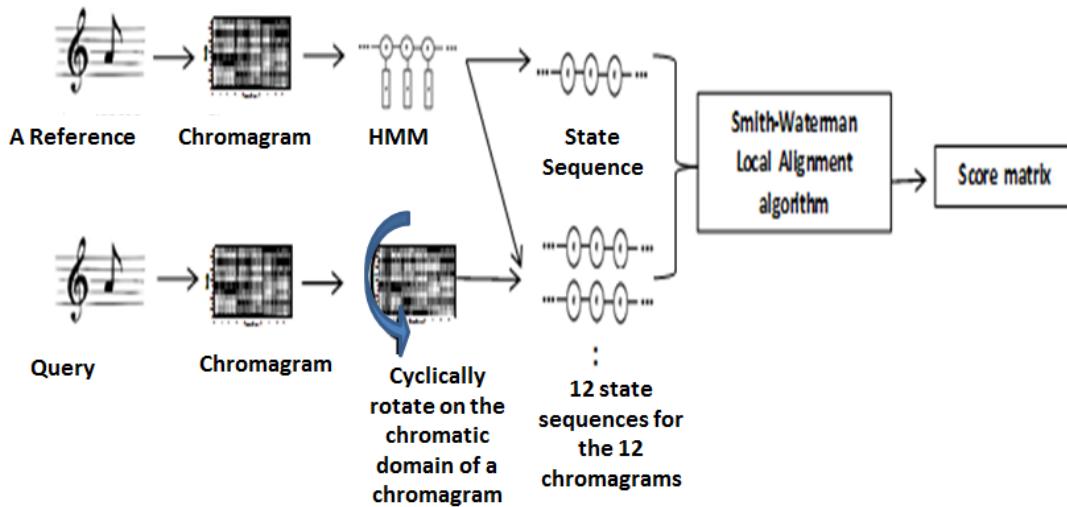 A Reference
Chromagram
HMM
State
Sequence
Smith-Waterman
Local Alignment
algorithm
Score matrix
Query
Chromagram
Cyclically
rotate on the
chromatic
domain of a
chromagram
12 state
sequences for
the 12
chromagrams